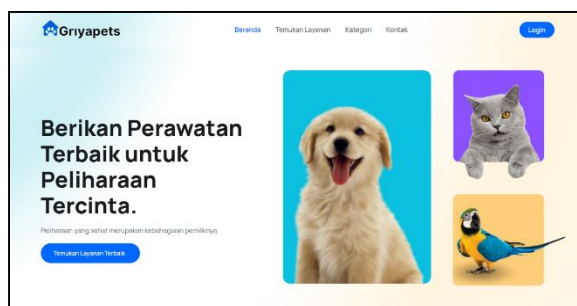 Griyapets
Beranda Temukan Layanan Kategori Kontak
Login
Berikan Perawatan
Terbaik untuk
Peliharaan
Tercinta.
Peliharaan yang sehat merupakan kebahagiaan pemiliknya
Temukan Layanan Terbaik